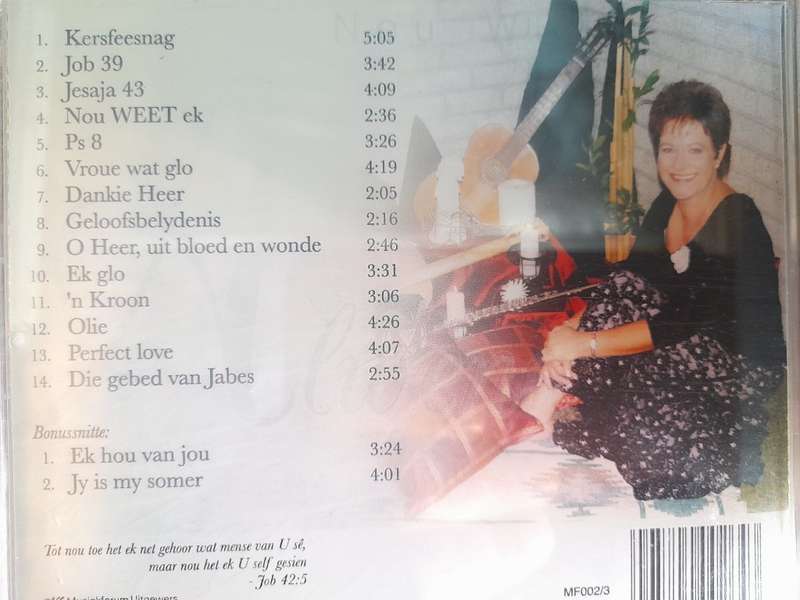 1. Kersfeesnag 5:05
2. Job 39 3:42
3. Jesaja 43 4:09
4. Nou WEET ek 2:36
5. Ps 8 3:26
6. Vroue wat glo 4:19
7. Dankie Heer 2:05
8. Geloofsbelydenis 2:16
9. O Heer, uit bloed en wonde 2:46
10. Ek glo 3:31
11. 'n Kroon 3:06
12. Olie 4:26
13. Perfect love 4:07
14. Die gebed van Jabes 2:55
Bonussnitte:
1. Ek hou van jou 3:24
2. Jy is my somer 4:01
Tot nou toe het ek net gehoor wat mense van U sê,
maar nou het ek U self gesien
- Job 42:5
Musiekforum Uitgewers
MF002/3